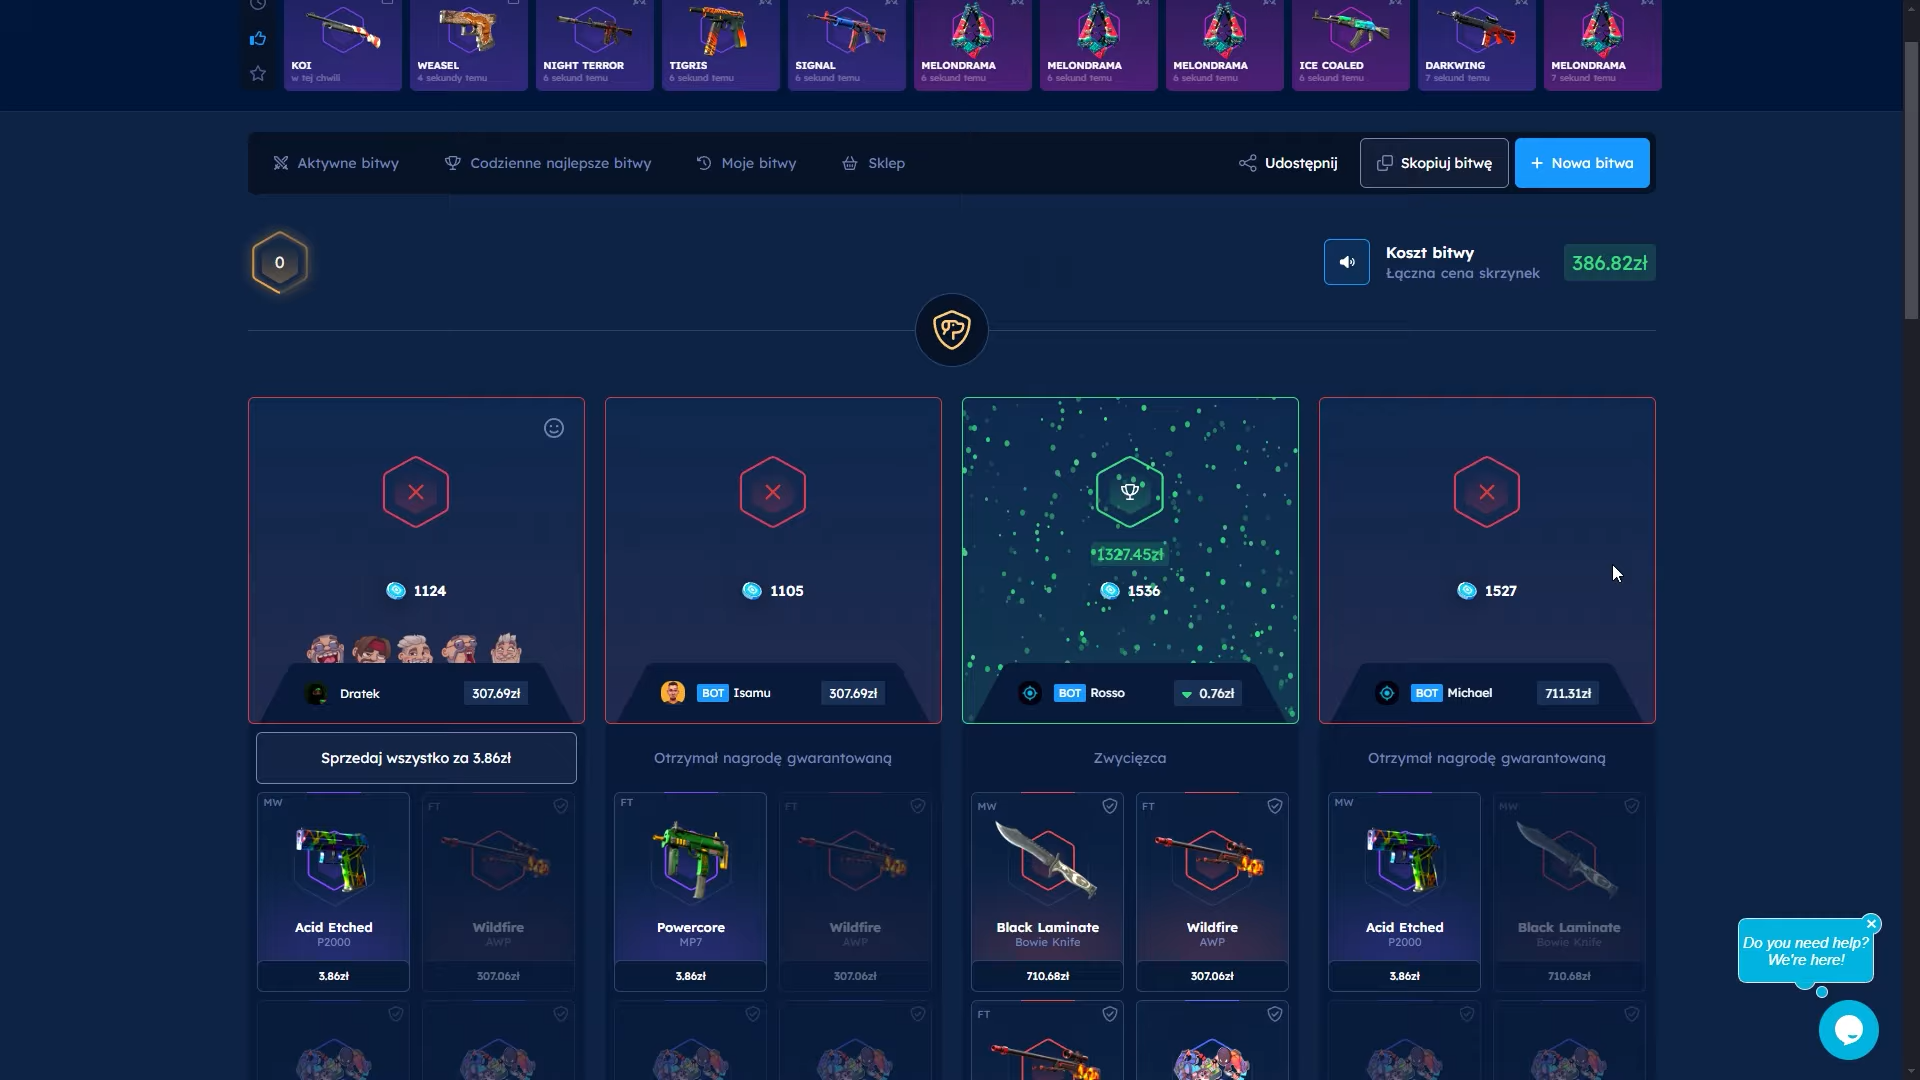 KOI
w tej chwili
WEASEL
4 sekundy temu
NIGHT TERROR
6 sekund temu
TIGRIS
6 sekund temu
SIGNAL
6 sekund temu
MELONDRAMA
6 sekund temu
MELONDRAMA
6 sekund temu
MELONDRAMA
6 sekund temu
ICE COALED
6 sekund temu
DARKWING
7 sekund temu
MELONDRAMA
7 sekund temu
Aktywne bitwy
Codzienne najlepsze bitwy
Moje bitwy
Sklep
Udostępnij
Skopiuj bitwę
+ Nowa bitwa
0
Koszt bitwy
Łączna cena skrzynek
386.82zł
1124
1105
1327.45zł
1536
1527
Dratek
307.69zł
BOT Isamu
307.69zł
BOT Rosso
0.76zł
BOT Michael
711.31zł
Sprzedaj wszystko za 3.86zł
Otrzymał nagrodę gwarantowaną
Zwycięzca
Otrzymał nagrodę gwarantowaną
MW
Acid Etched
P2000
3.86zł
FT
Wildfire
AWP
307.06zł
FT
Powercore
MP7
3.86zł
FT
Wildfire
AWP
307.06zł
MW
Black Laminate
Bowie Knife
710.68zł
FT
Wildfire
AWP
307.06zł
MW
Acid Etched
P2000
3.86zł
MW
Black Laminate
Bowie Knife
710.68zł
FT
Do you need help?
We're here!